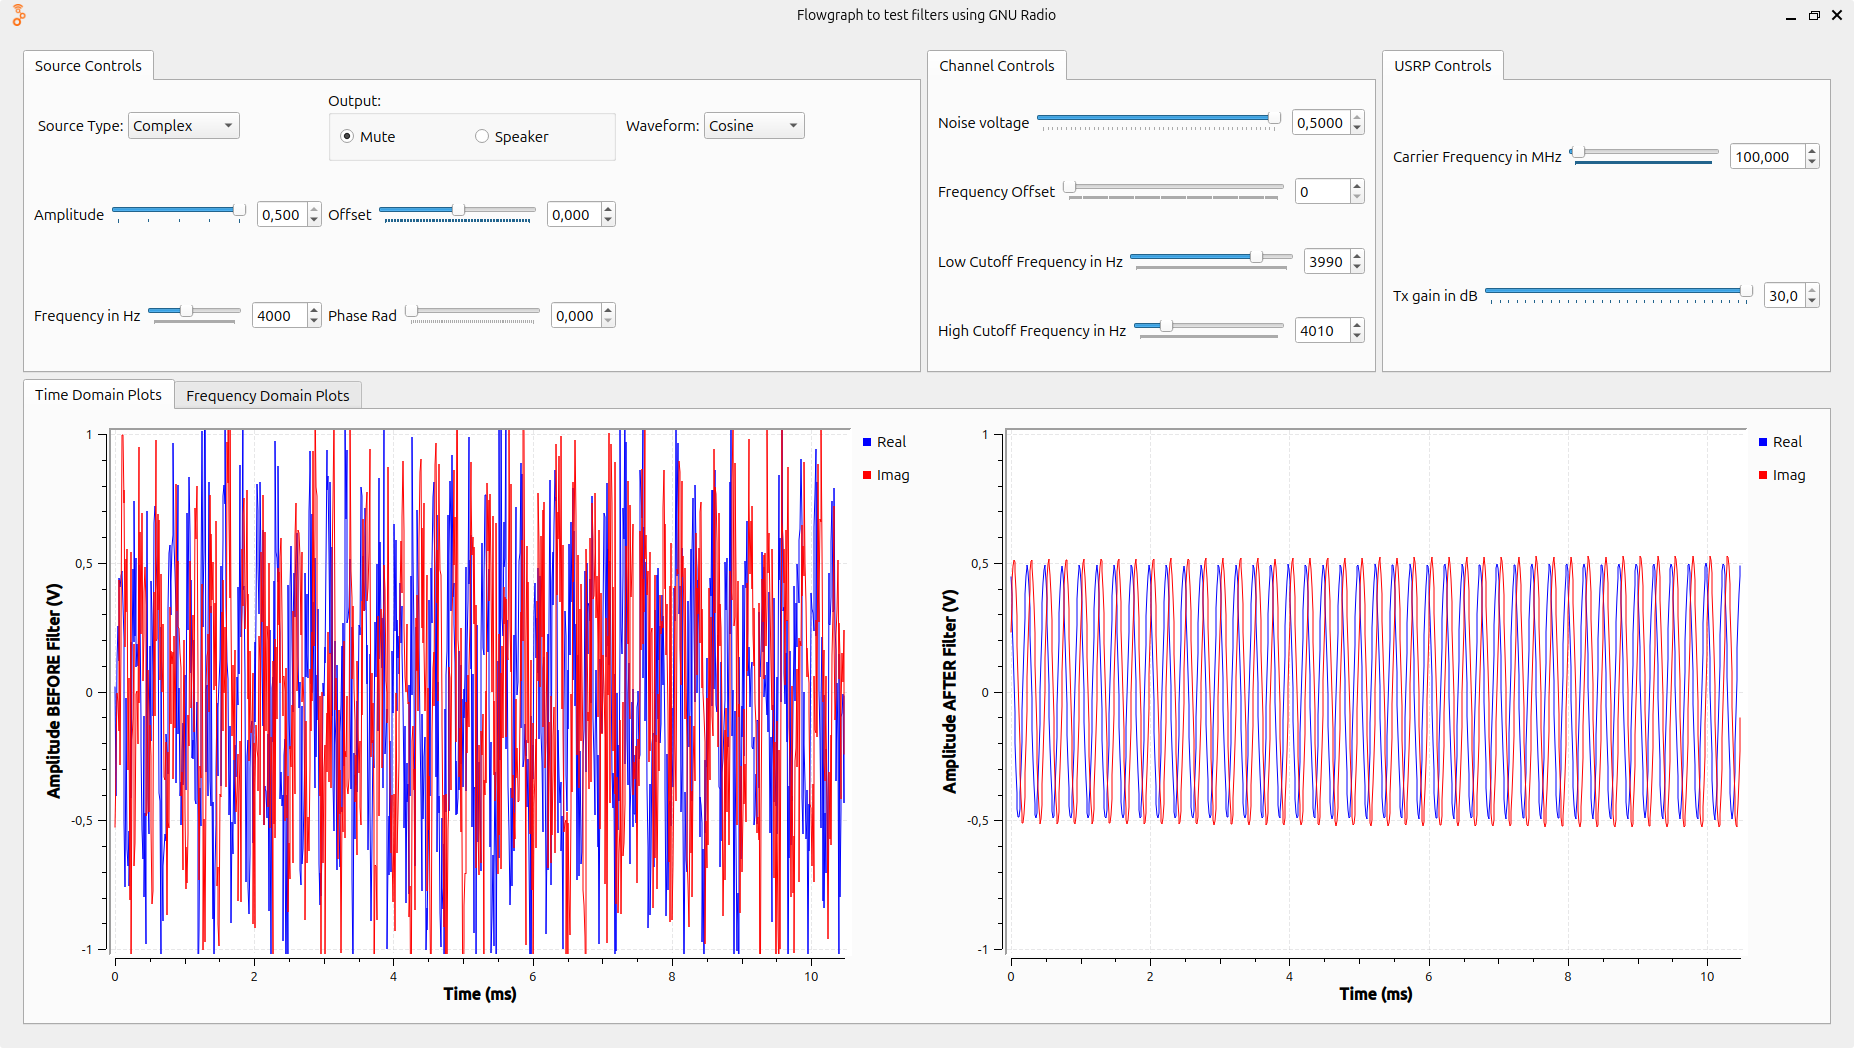 Flowgraph to test filters using GNU Radio
Source Controls
Source Type: Complex
Output:
Mute
Speaker
Waveform: Cosine
Amplitude 0,500
Offset 0,000
Frequency in Hz 4000
Phase Rad 0,000
Channel Controls
Noise voltage 0,5000
Frequency Offset 0
Low Cutoff Frequency in Hz 3990
High Cutoff Frequency in Hz 4010
USRP Controls
Carrier Frequency in MHz 100,000
Tx gain in dB 30,0
Time Domain Plots
Frequency Domain Plots
Amplitude BEFORE Filter (V)
1
0,5
0
-0,5
-1
0 2 4 6 8 10
Time (ms)
Real
Imag
Amplitude AFTER Filter (V)
1
0,5
0
-0,5
-1
0 2 4 6 8 10
Time (ms)
Real
Imag